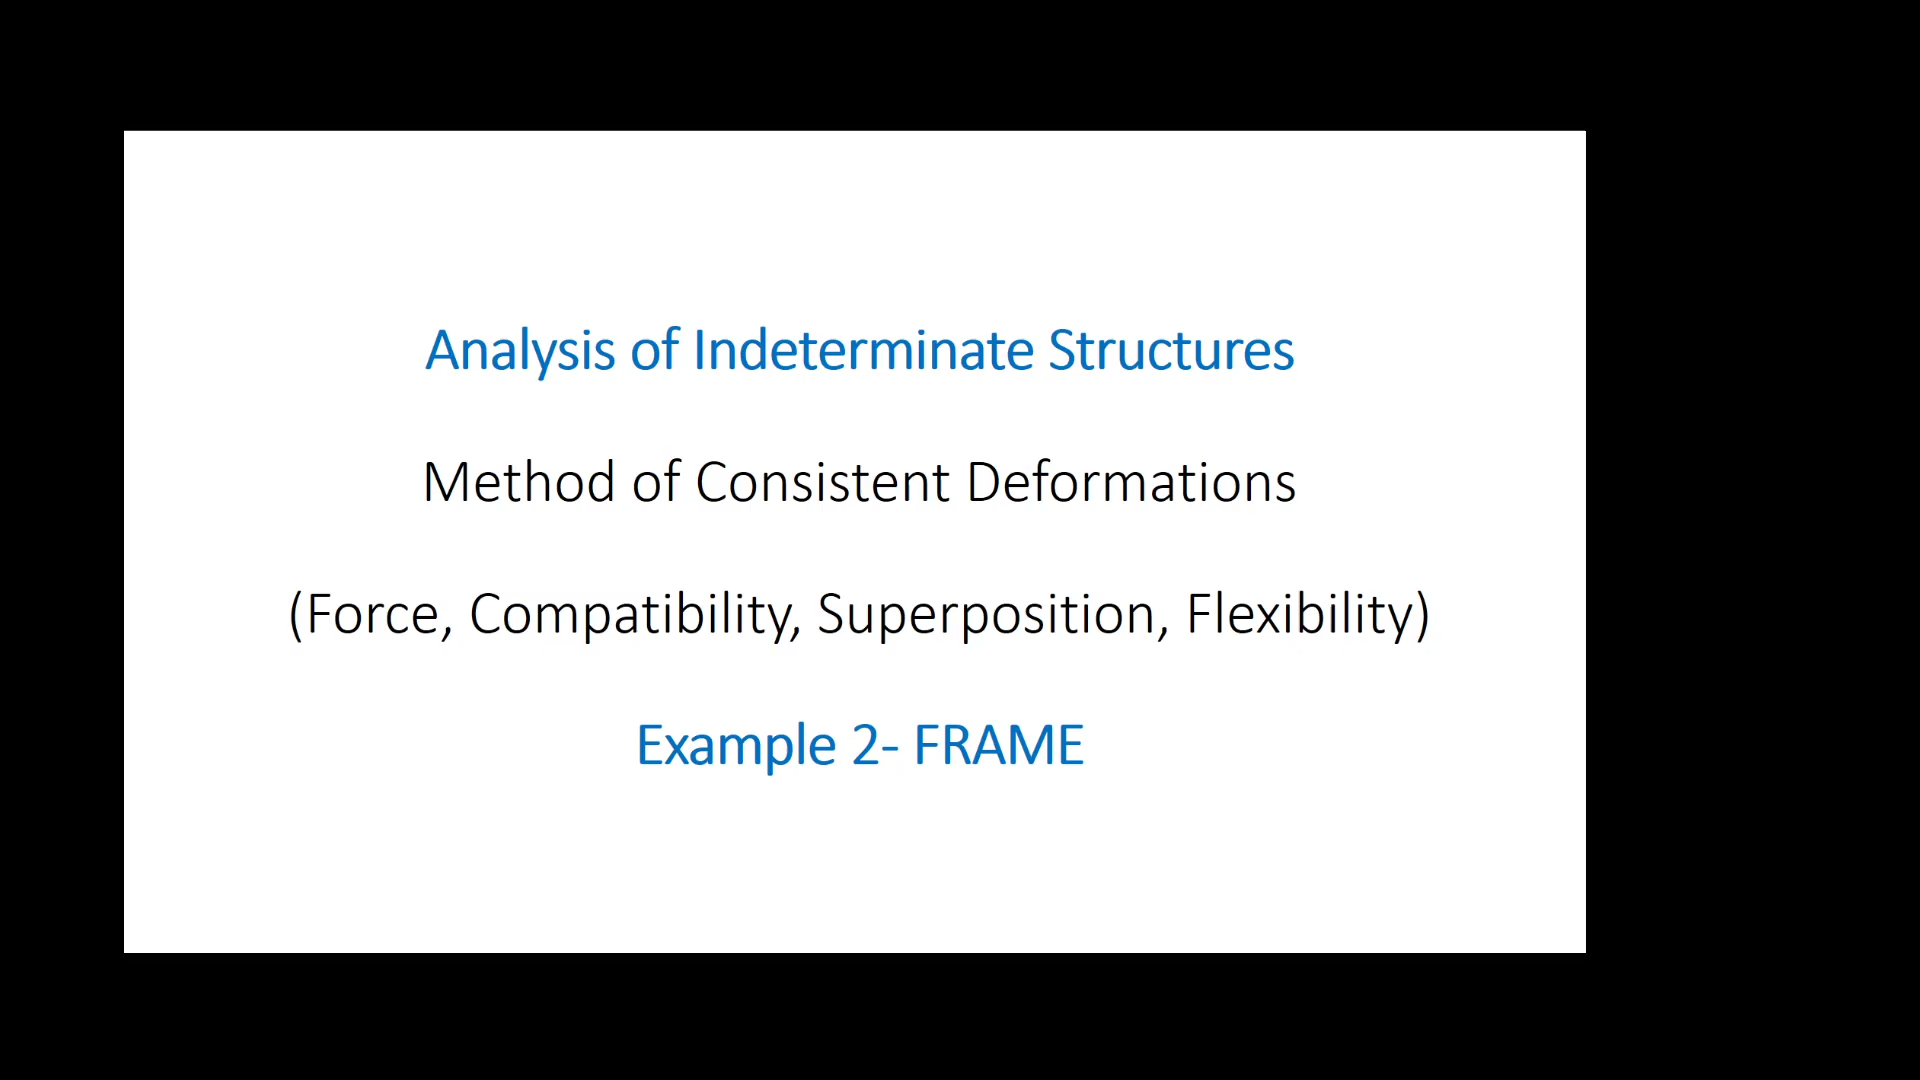 Analysis of Indeterminate Structures
Method of Consistent Deformations
(Force, Compatibility, Superposition, Flexibility)
Example 2- FRAME